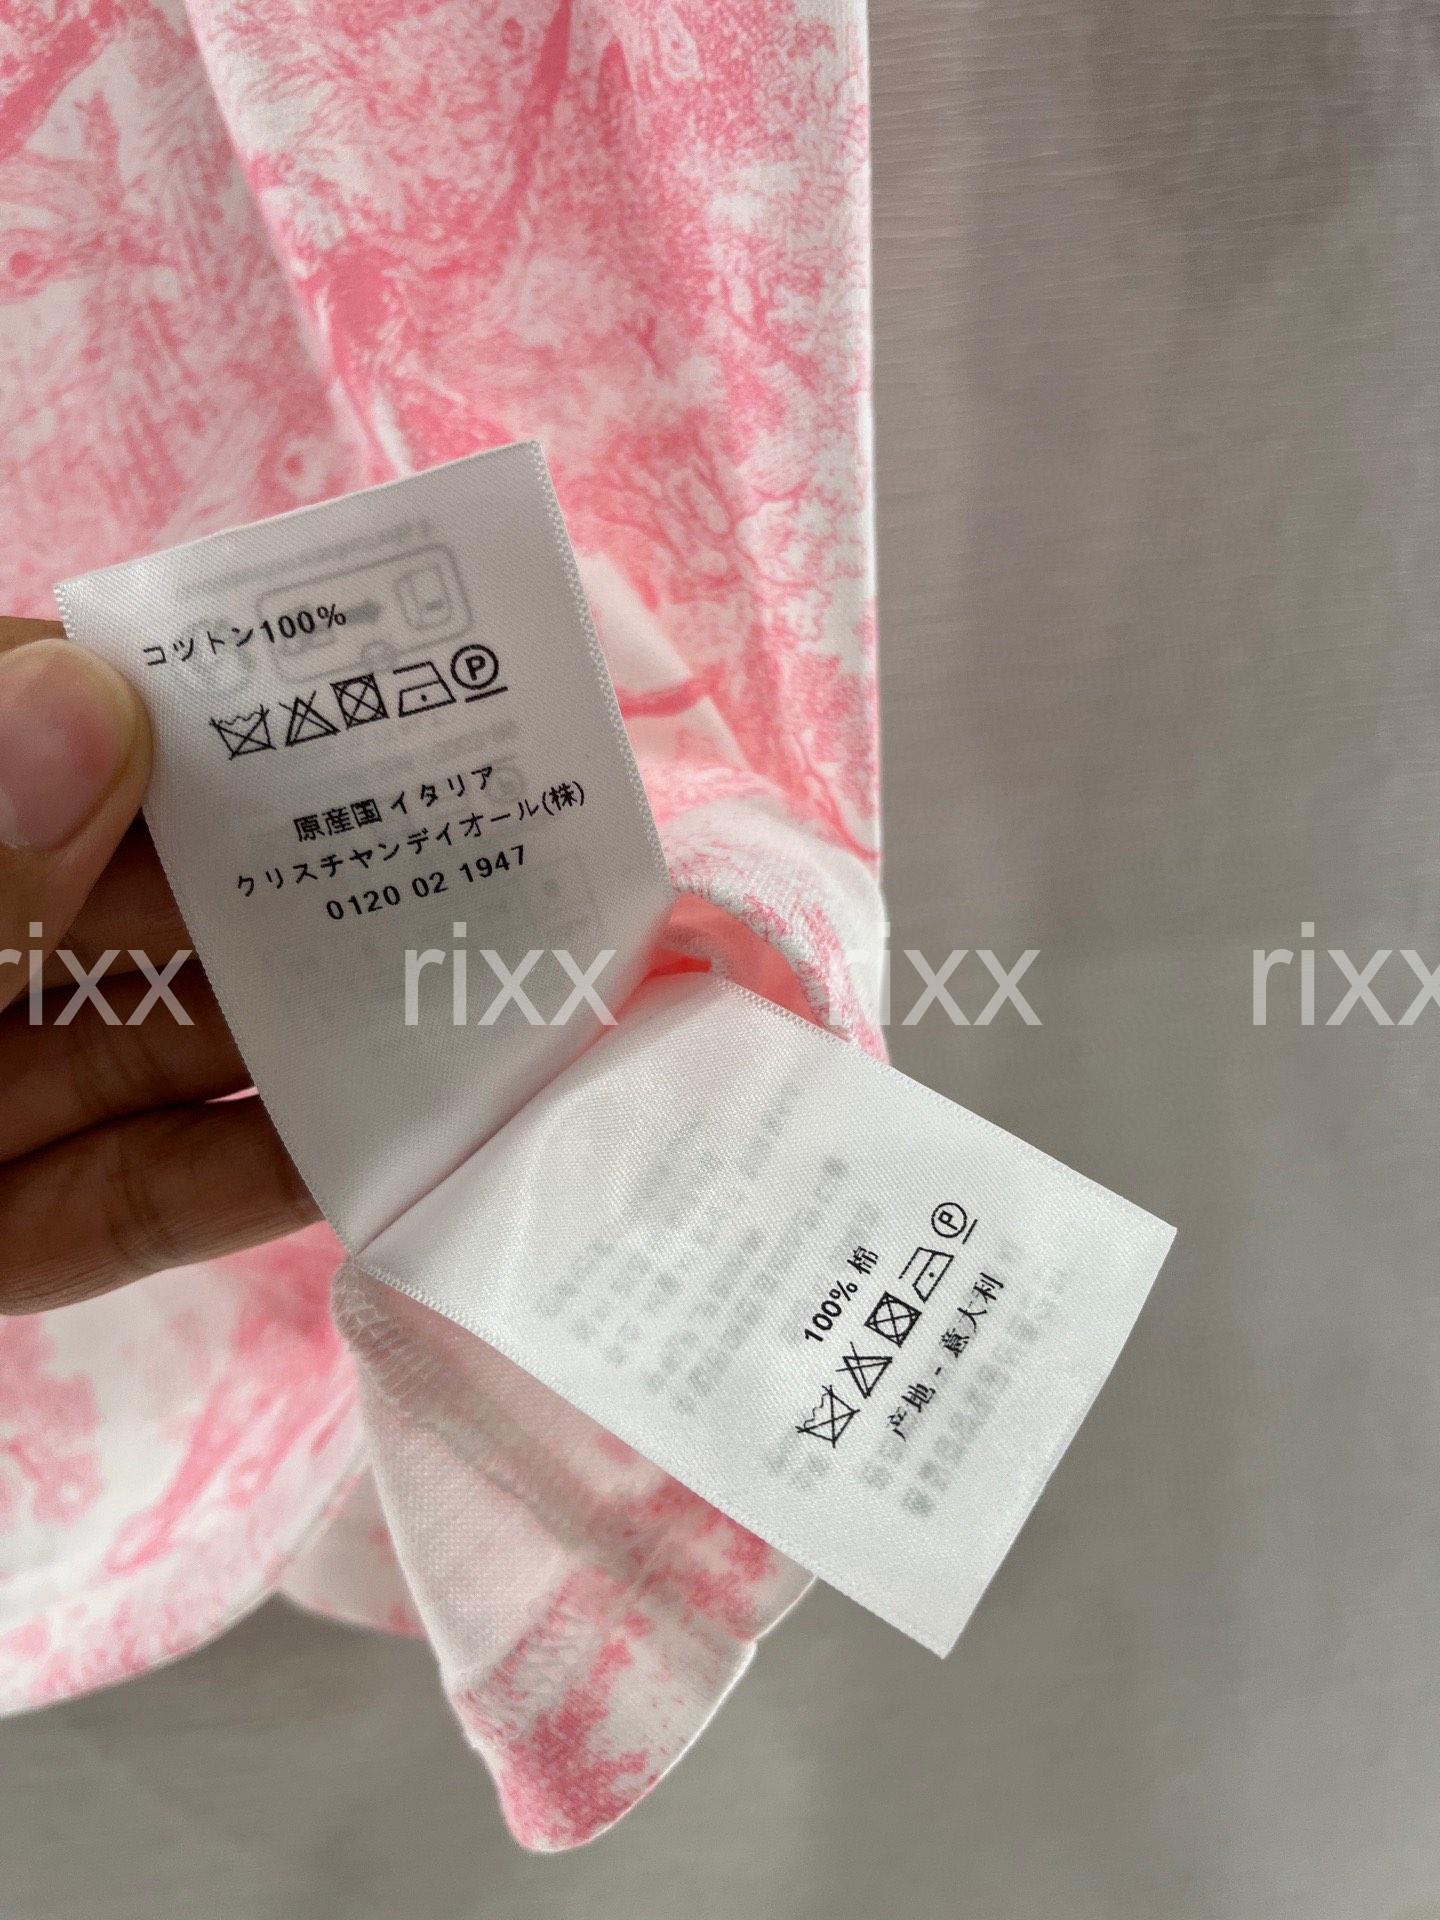 コットン100%
原産国 イタリア
クリスチャンディオール(株)
0120 02 1947
rixx rixx rixx rixx
100% 棉
产地 - 意大利